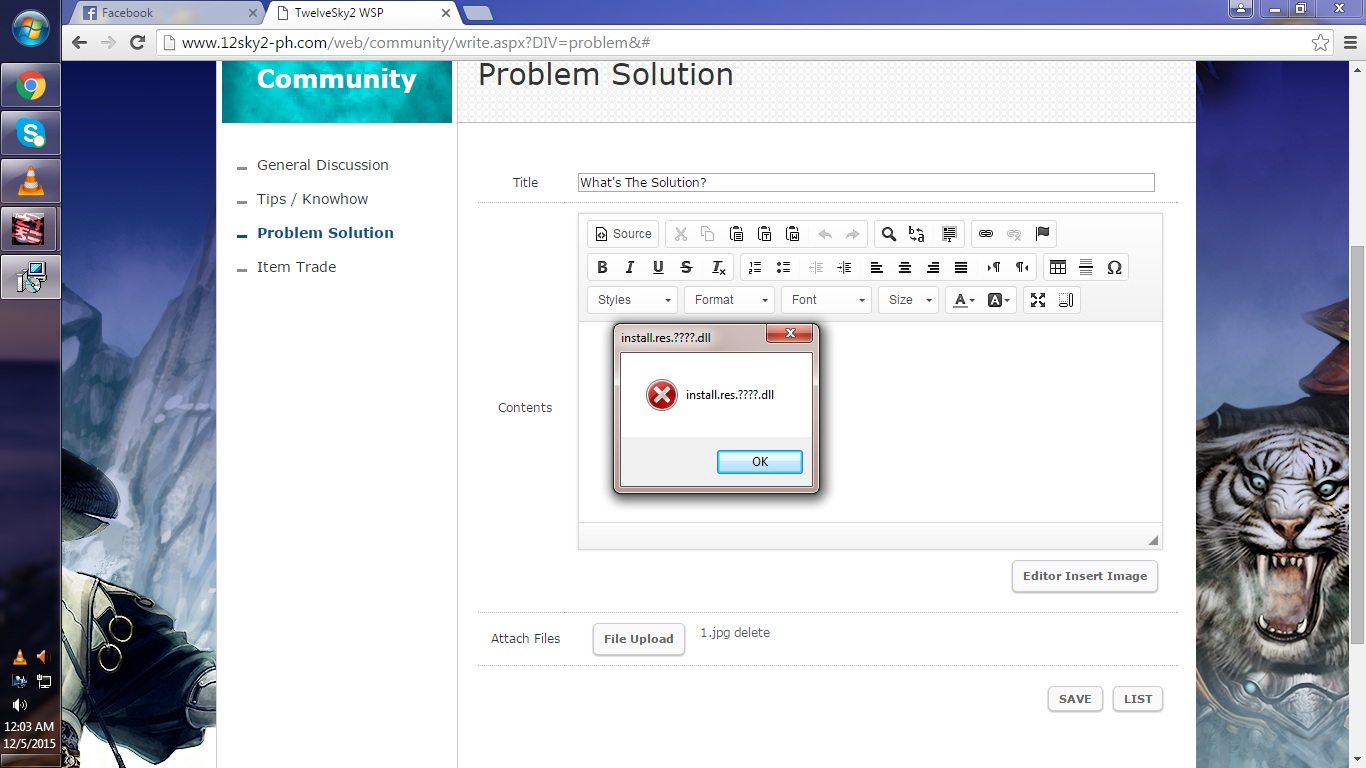 Facebook
TwelveSky2 WSP
www.12sky2-ph.com/web/community/write.aspx?DIV=problem&#
Community
Problem Solution
General Discussion
Tips / Knowhow
Problem Solution
Item Trade
Title
What's The Solution?
Source
Styles
Format
Font
Size
Contents
install.res.????.dll
install.res.????.dll
OK
Editor Insert Image
Attach Files
File Upload
1.jpg delete
SAVE
LIST
12:03 AM
12/5/2015